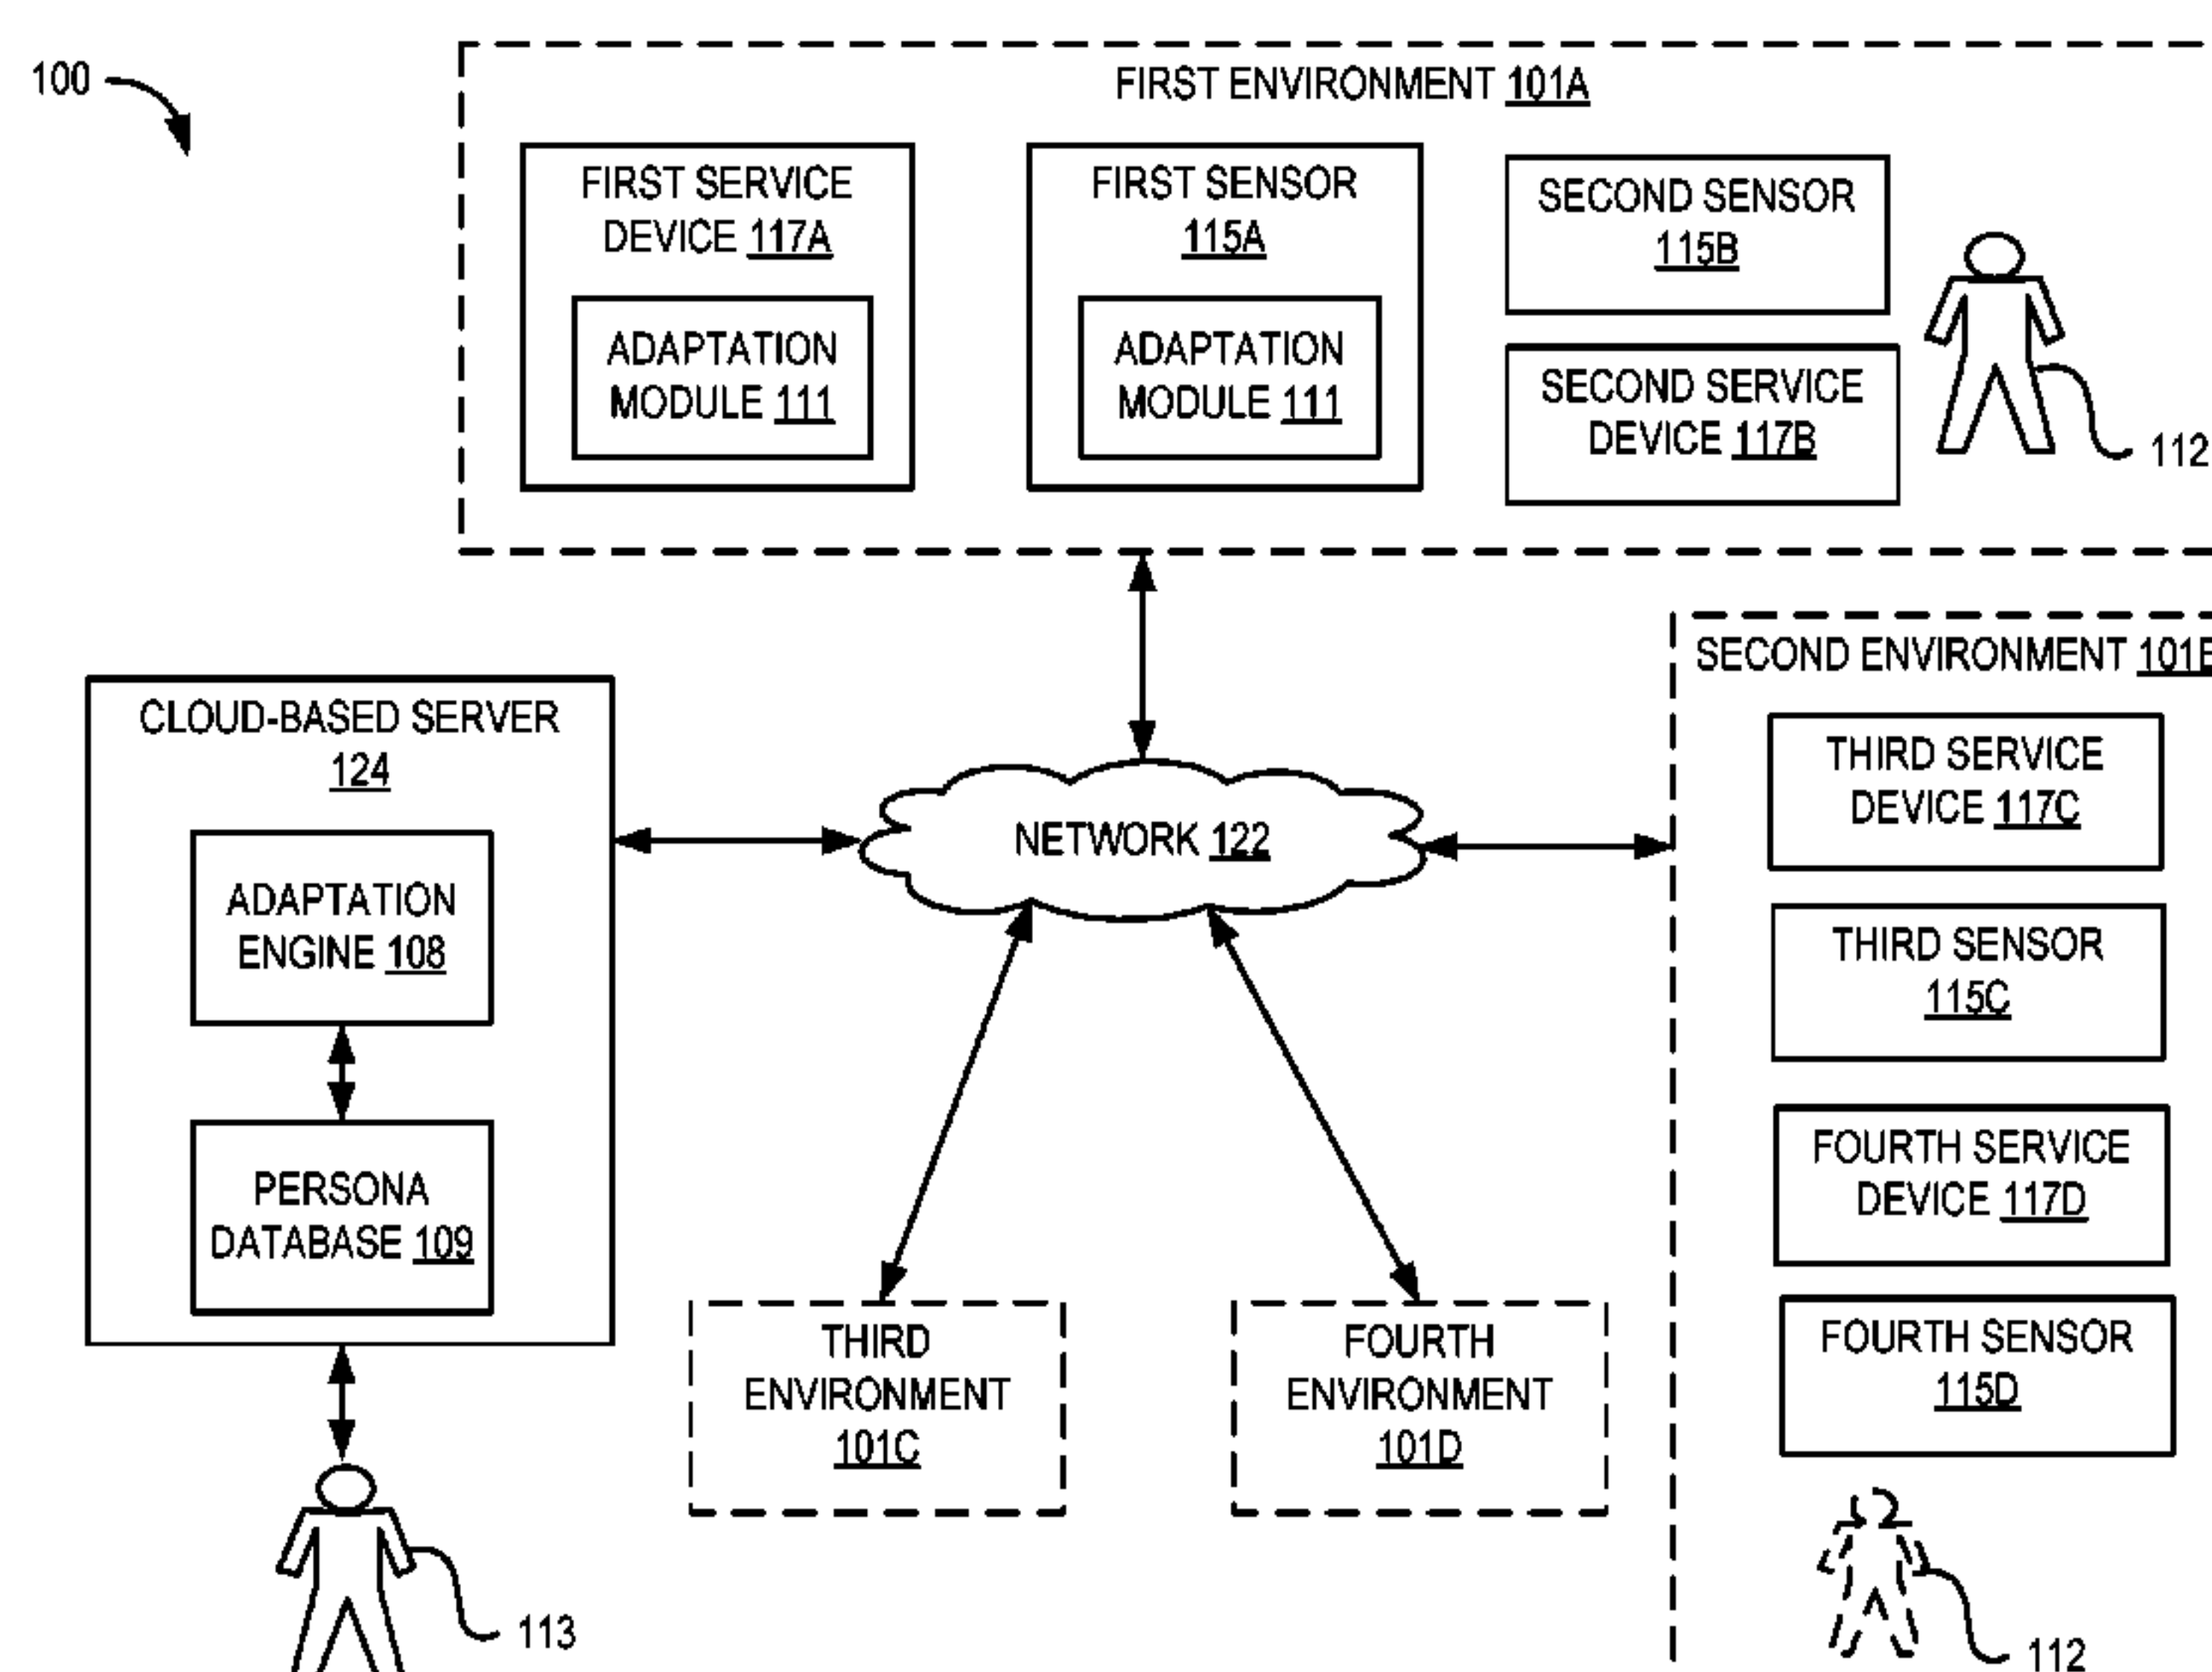 100
FIRST ENVIRONMENT 101A
FIRST SERVICE
DEVICE 117A
ADAPTATION
MODULE 111
FIRST SENSOR
115A
ADAPTATION
MODULE 111
SECOND SENSOR
115B
SECOND SERVICE
DEVICE 117B
112
CLOUD-BASED SERVER
124
ADAPTATION
ENGINE 108
PERSONA
DATABASE 109
113
NETWORK 122
THIRD
ENVIRONMENT
101C
FOURTH
ENVIRONMENT
101D
SECOND ENVIRONMENT 101B
THIRD SERVICE
DEVICE 117C
THIRD SENSOR
115C
FOURTH SERVICE
DEVICE 117D
FOURTH SENSOR
115D
112